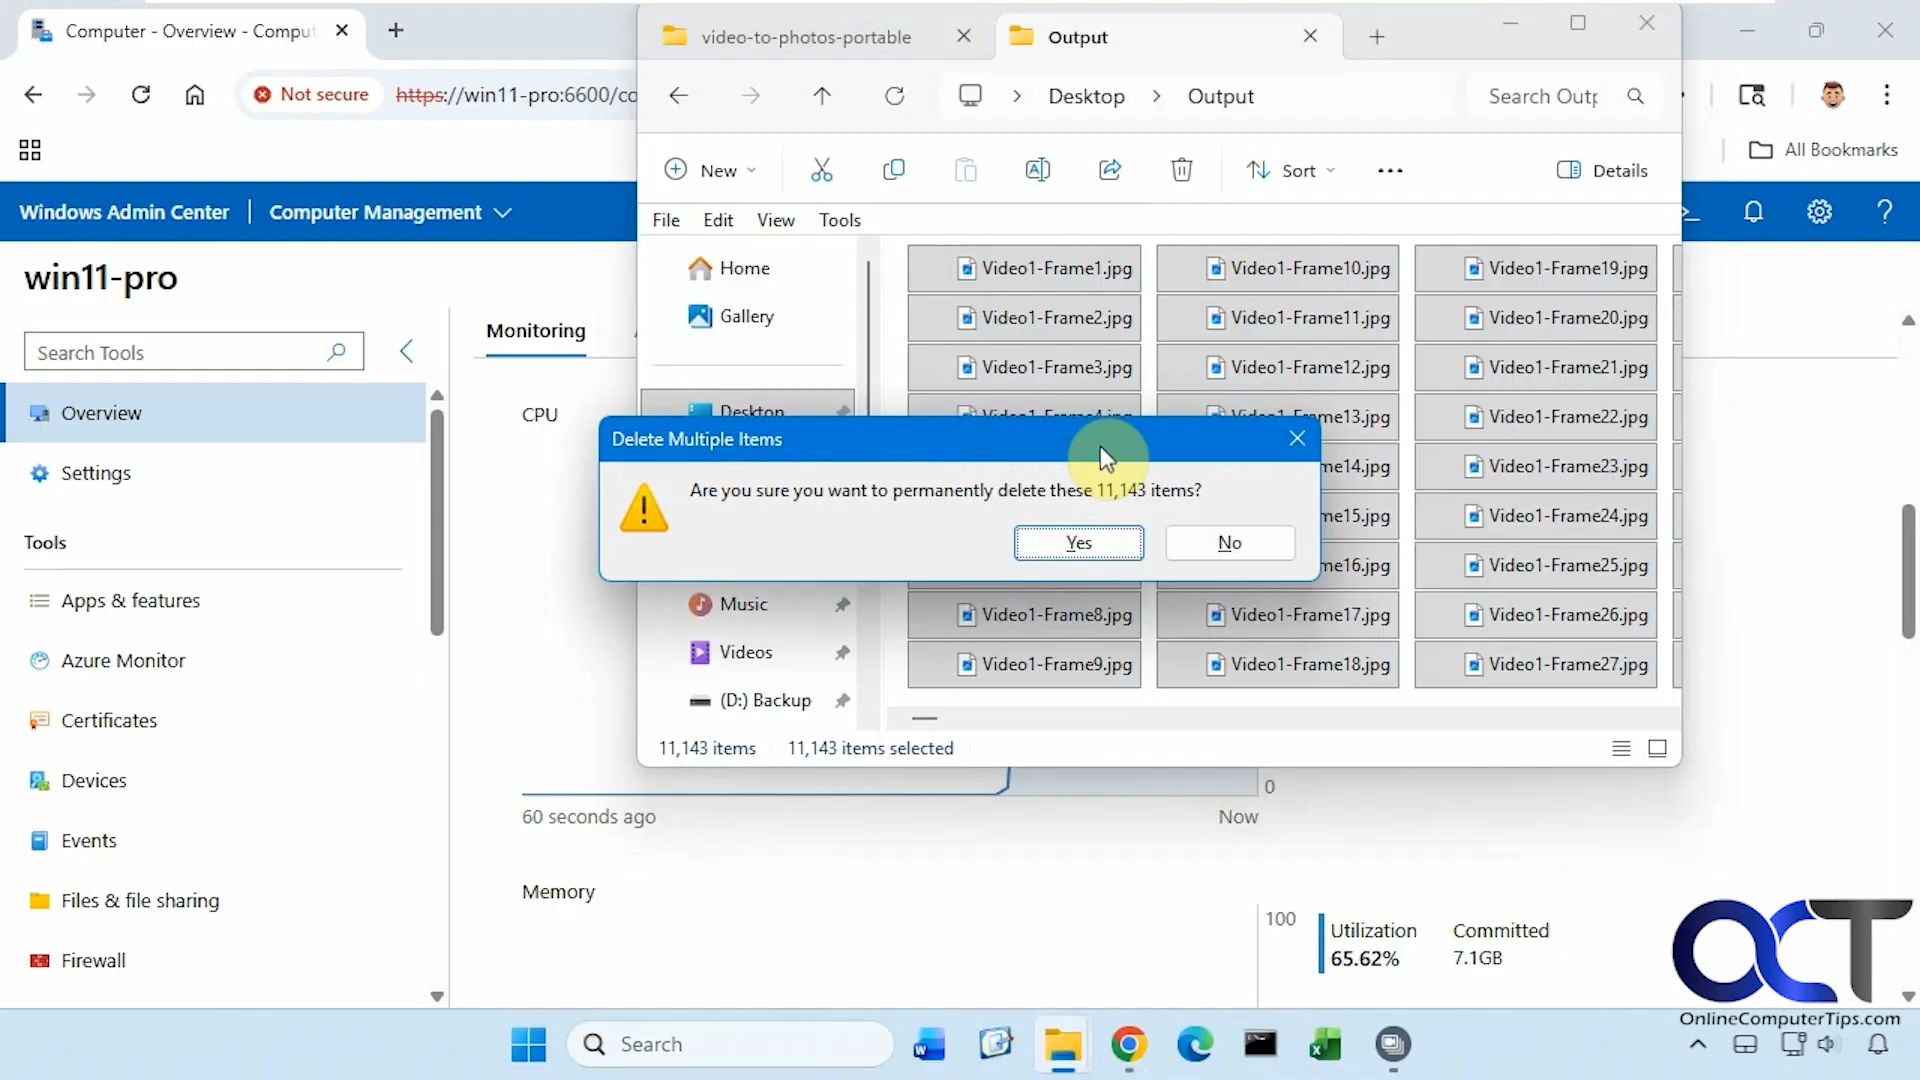 Computer - Overview - Comput
Not secure
https://win11-pro:6600/co
All Bookmarks
Windows Admin Center
Computer Management
win11-pro
Search Tools
Overview
Settings
Tools
Apps & features
Azure Monitor
Certificates
Devices
Events
Files & file sharing
Firewall
Monitoring
CPU
60 seconds ago
Now
0
Memory
100
Utilization
65.62%
Committed
7.1GB
video-to-photos-portable
Output
Desktop
Output
Search Outp
New
Sort
Details
File
Edit
View
Tools
Home
Gallery
Desktop
Music
Videos
(D:) Backup
Video1-Frame1.jpg
Video1-Frame2.jpg
Video1-Frame3.jpg
Video1-Frame4.jpg
Video1-Frame8.jpg
Video1-Frame9.jpg
Video1-Frame10.jpg
Video1-Frame11.jpg
Video1-Frame12.jpg
Video1-Frame13.jpg
me14.jpg
me15.jpg
me16.jpg
Video1-Frame17.jpg
Video1-Frame18.jpg
Video1-Frame19.jpg
Video1-Frame20.jpg
Video1-Frame21.jpg
Video1-Frame22.jpg
Video1-Frame23.jpg
Video1-Frame24.jpg
Video1-Frame25.jpg
Video1-Frame26.jpg
Video1-Frame27.jpg
11,143 items
11,143 items selected
Delete Multiple Items
Are you sure you want to permanently delete these 11,143 items?
Yes
No
OCT
OnlineComputerTips.com
Search